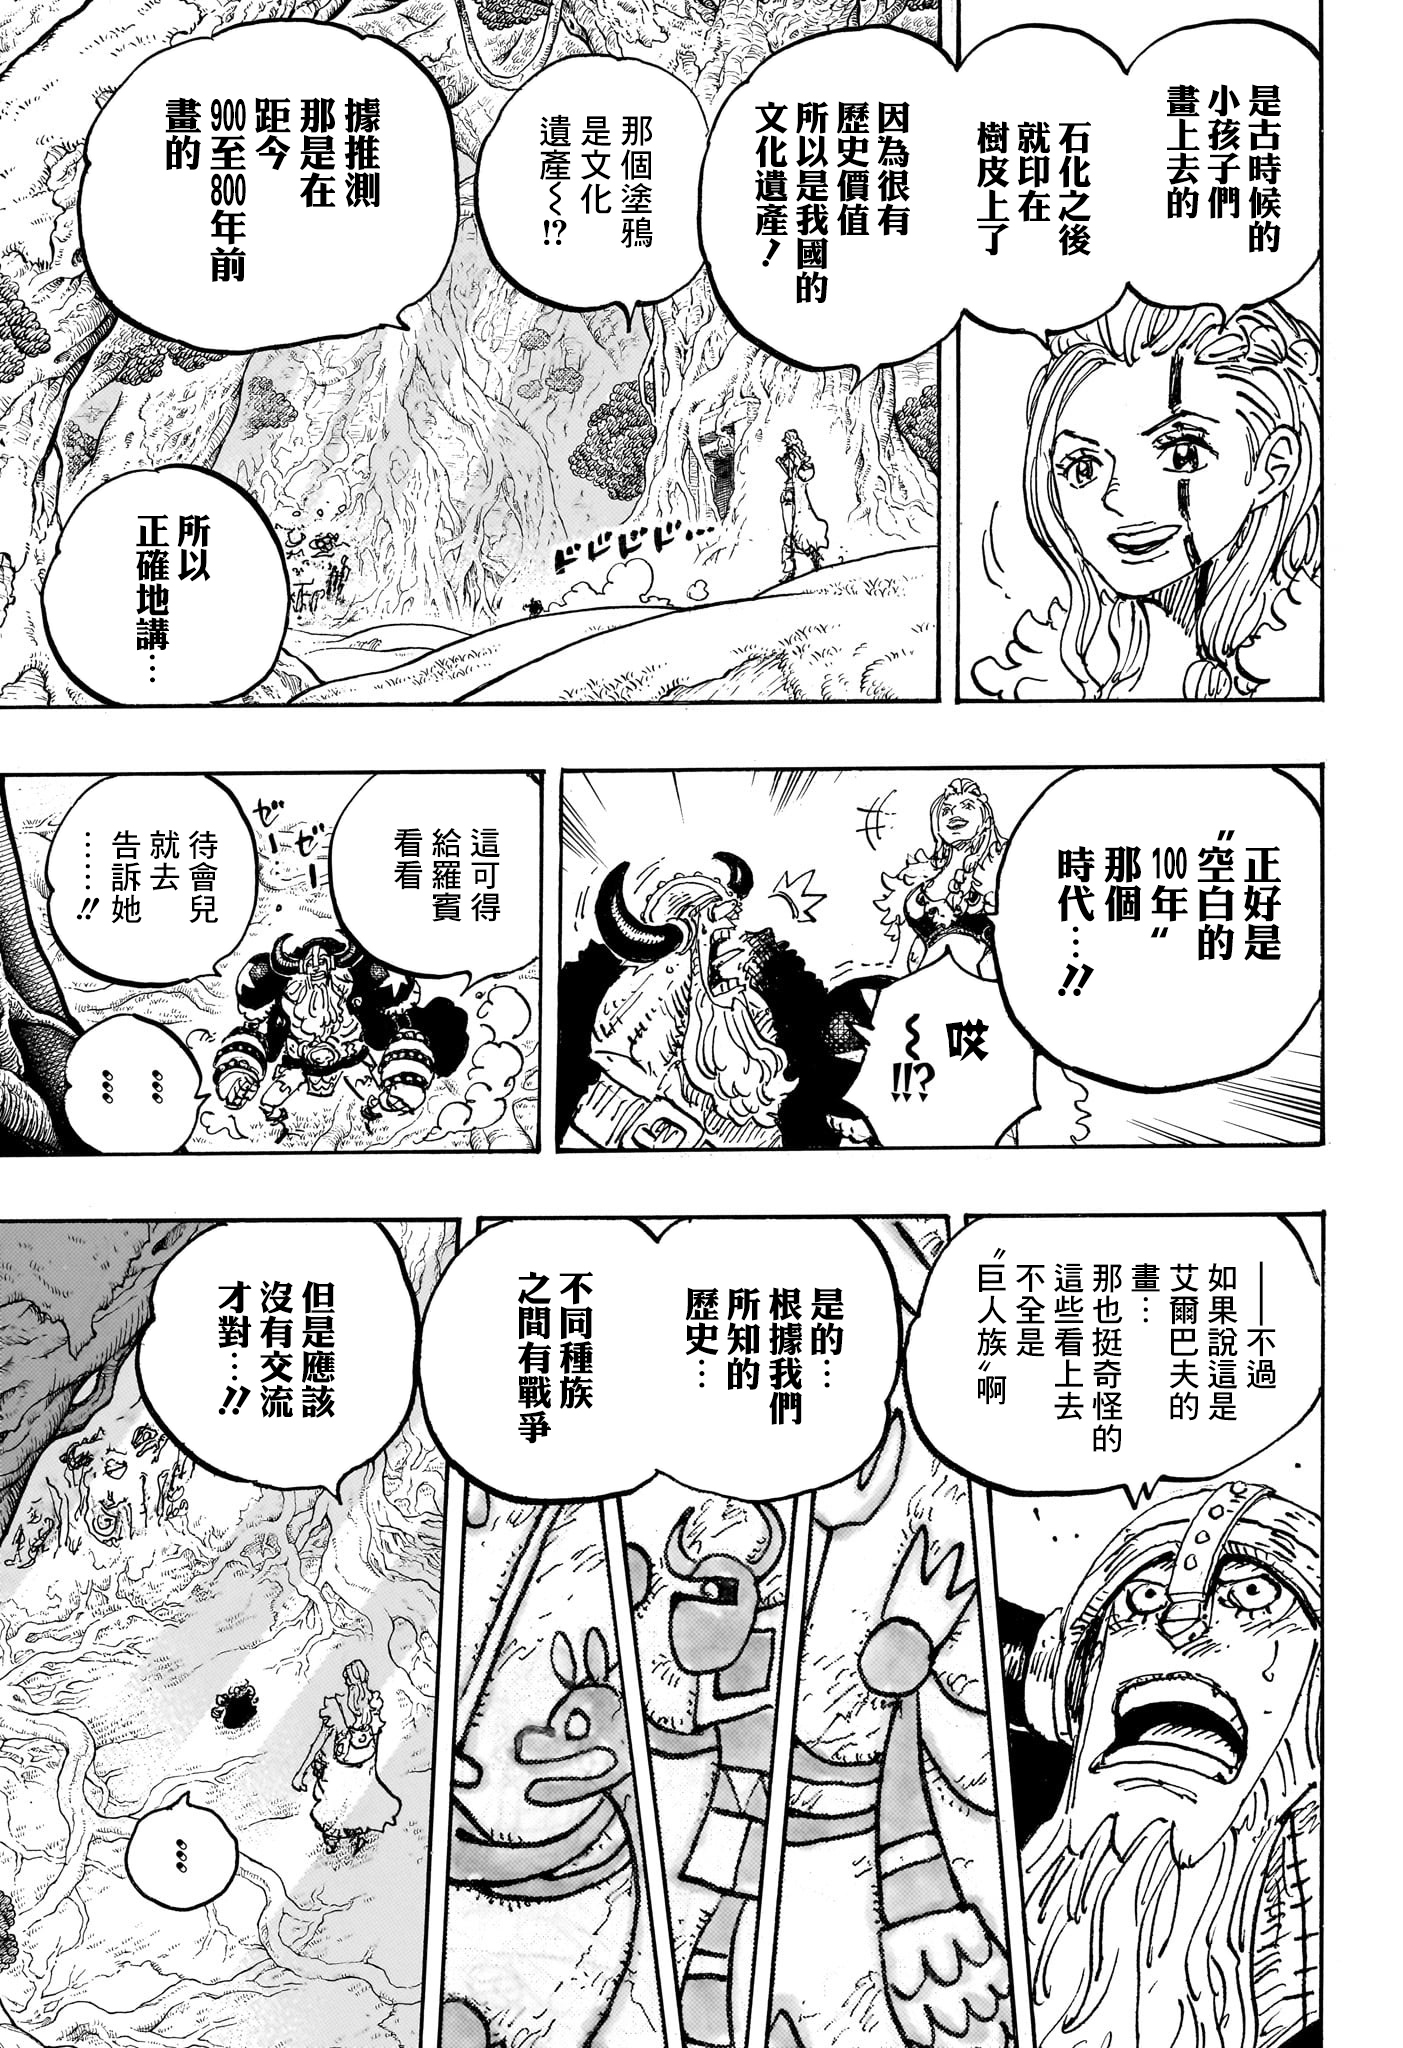 是古時候的
小孩子們
畫上去的
石化之後
就印在
樹皮上了
因為很有
歷史價值
所以是我國的
文化遺產！
那個塗鴉
是文化
遺產～!?
據推測
那是在
距今
900至800年前
畫的
ドドドド…
所以
正確地講…
正好是
〝空白的
100年〞
那個
時代…!!
哎
～!!?
這可得
給羅賓
看看
ゼー
ゼー
待會兒
就去
告訴她
……!!
……
──不過
如果說這是
艾爾巴夫的
畫…
那也挺奇怪的
這些看上去
不全是
〝巨人族〞啊
是的…
根據我們
所知的
歷史…
不同種族
之間有戰爭
但是應該
沒有交流
才對…!!
…